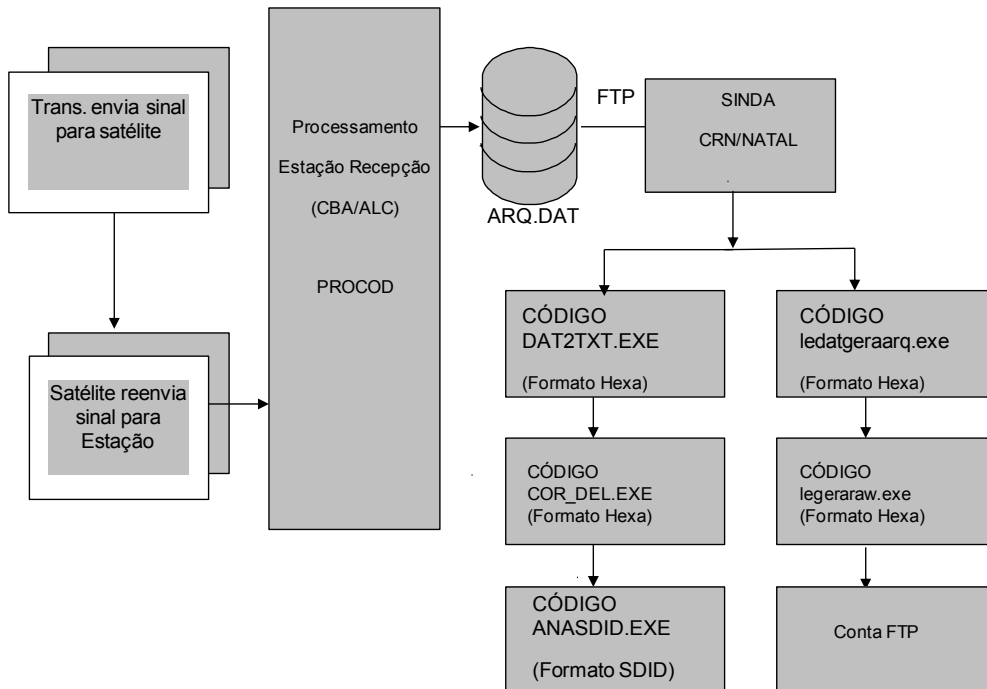 Trans. envia sinal
para satélite
Satélite reenvia
sinal para
Estação
Processamento
Estação Recepção
(CBA/ALC)
PROCOD
ARQ.DAT
FTP
SINDA
CRN/NATAL
CÓDIGO
DAT2TXT.EXE
(Formato Hexa)
CÓDIGO
COR_DEL.EXE
(Formato Hexa)
CÓDIGO
ANASDID.EXE
(Formato SDID)
CÓDIGO
ledatgeraarq.exe
(Formato Hexa)
CÓDIGO
legeraraw.exe
(Formato Hexa)
Conta FTP